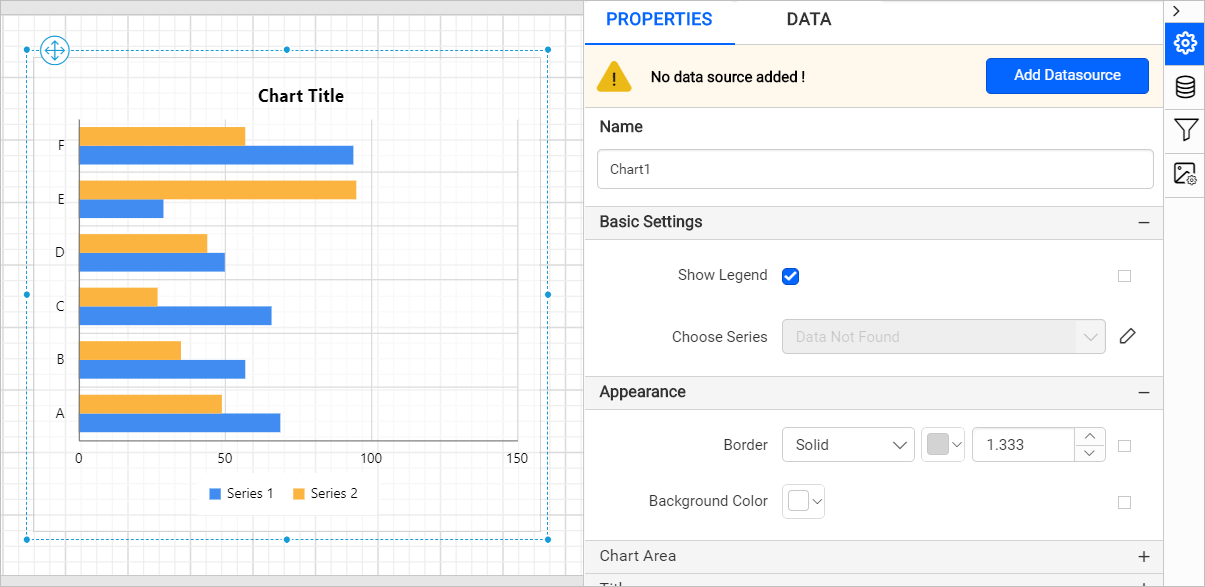 PROPERTIES DATA
No data source added ! Add Datasource
Name
Chart1
Basic Settings
Show Legend
Choose Series Data Not Found
Appearance
Border Solid 1.333
Background Color
Chart Area
Chart Title
F
E
D
C
B
A
0 50 100 150
Series 1 Series 2